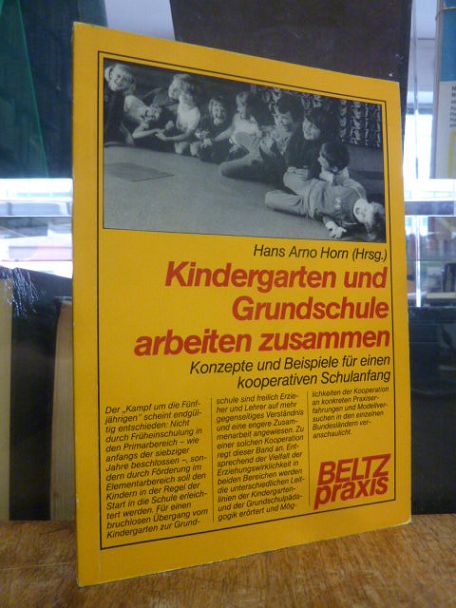 Hans Arno Horn (Hrsg.)
Kindergarten und
Grundschule
arbeiten zusammen
Konzepte und Beispiele für einen
kooperativen Schulanfang
Der „Kampf um die Fünf-
jährigen" scheint endgül-
tig entschieden: Nicht
durch Früheinschulung in
den Primarbereich – wie
anfangs der siebziger
Jahre beschlossen –, son-
dern durch Förderung im
Elementarbereich soll den
Kindern in der Regel der
Start in die Schule erleich-
tert werden. Für einen
bruchlosen Übergang vom
Kindergarten zur Grund-
schule sind freilich Erzie-
her und Lehrer auf mehr
gegenseitiges Verständnis
und eine engere Zusam-
menarbeit angewiesen. Zu
einer solchen Kooperation
regt dieser Band an. Ent-
sprechend der Vielfalt der
Erziehungswirklichkeit in
beiden Bereichen werden
die unterschiedlichen Leit-
linien der Kindergarten-
und der Grundschulpäda-
gogik erörtert und Mög-
lichkeiten der Kooperation
an konkreten Praxiser-
fahrungen und Modellver-
suchen in den einzelnen
Bundesländern ver-
anschaulicht.
BELTZ
praxis